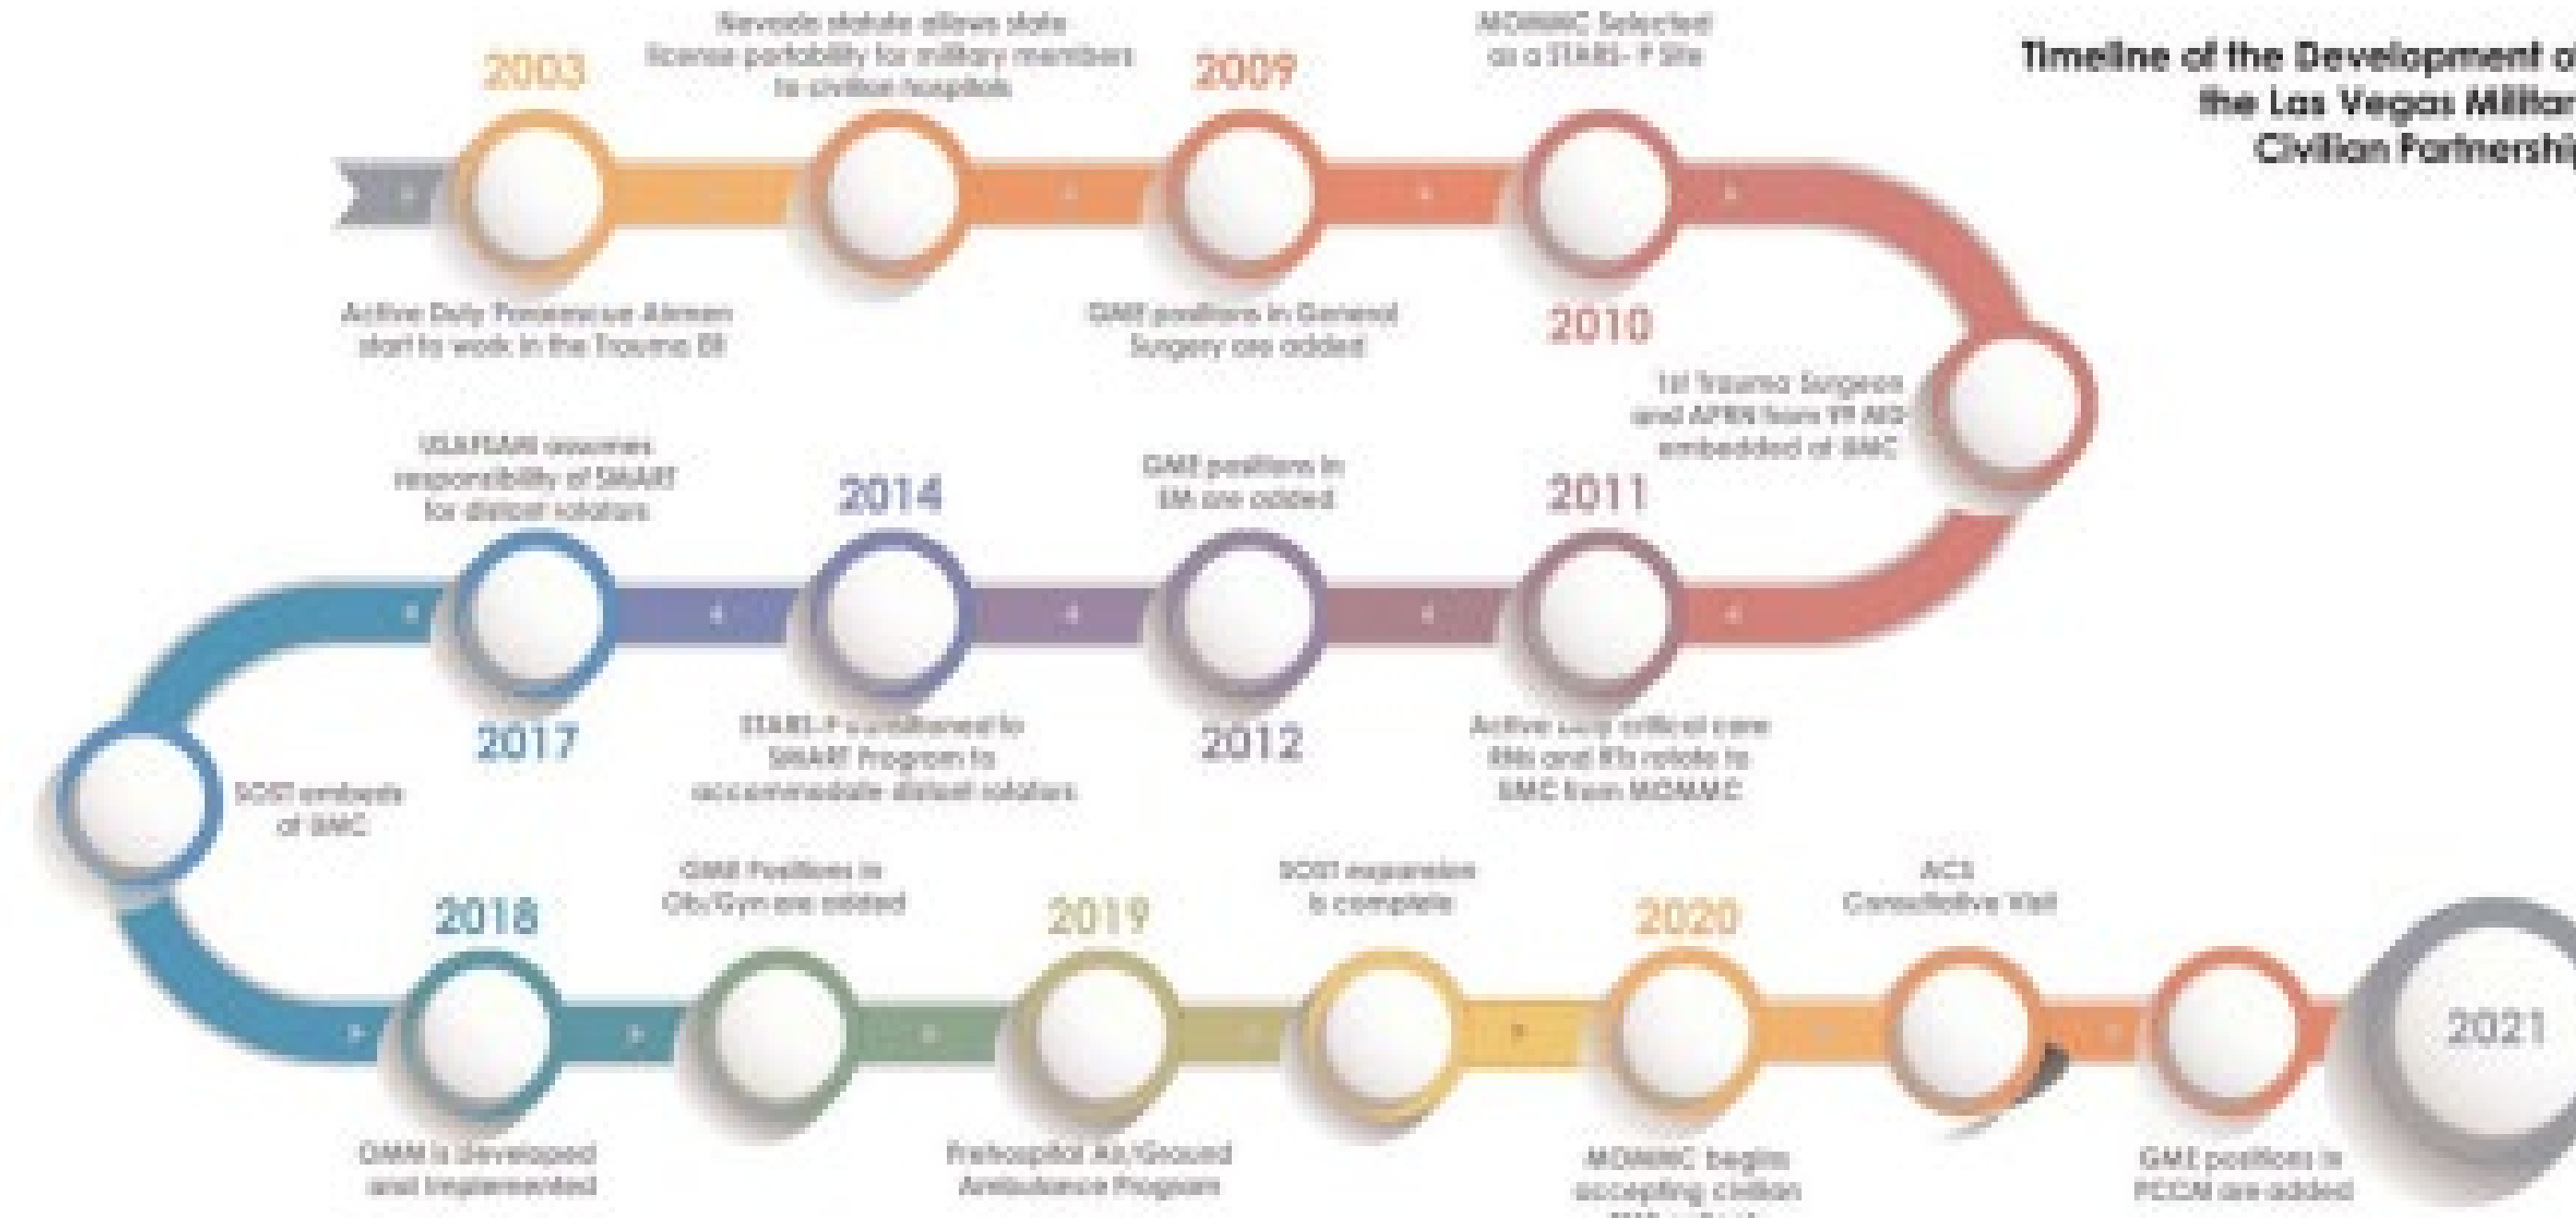 Timeline of the Development o
the Las Vegas Militar
Civilian Partnershi
2003
Active Duty Pararescue Airmen
start to work in the Trauma ER
Nevada statute allows state
license portability for military members
to civilian hospitals
2009
GME positions in General
Surgery are added
MOMMC Selected
as a STARS-P Site
2010
1st Trauma Surgeon
and APRN from 99 MED
embedded at UMC
2011
Active Duty critical care
RNs and RTs rotate to
UMC from MOMMC
GME positions in
EM are added
2012
2014
STARS-P transitioned to
SMART Program to
accommodate distant rotators
USAFSAM assumes
responsibility of SMART
for distant rotators
2017
SOST embeds
at UMC
2018
OMM is Developed
and Implemented
GME Positions in
Ob/Gyn are added
2019
Prehospital Air/Ground
Ambulance Program
SOST expansion
is complete
2020
MOMMC begins
accepting civilian
ACS
Consultative Visit
GME positions in
PCCM are added
2021